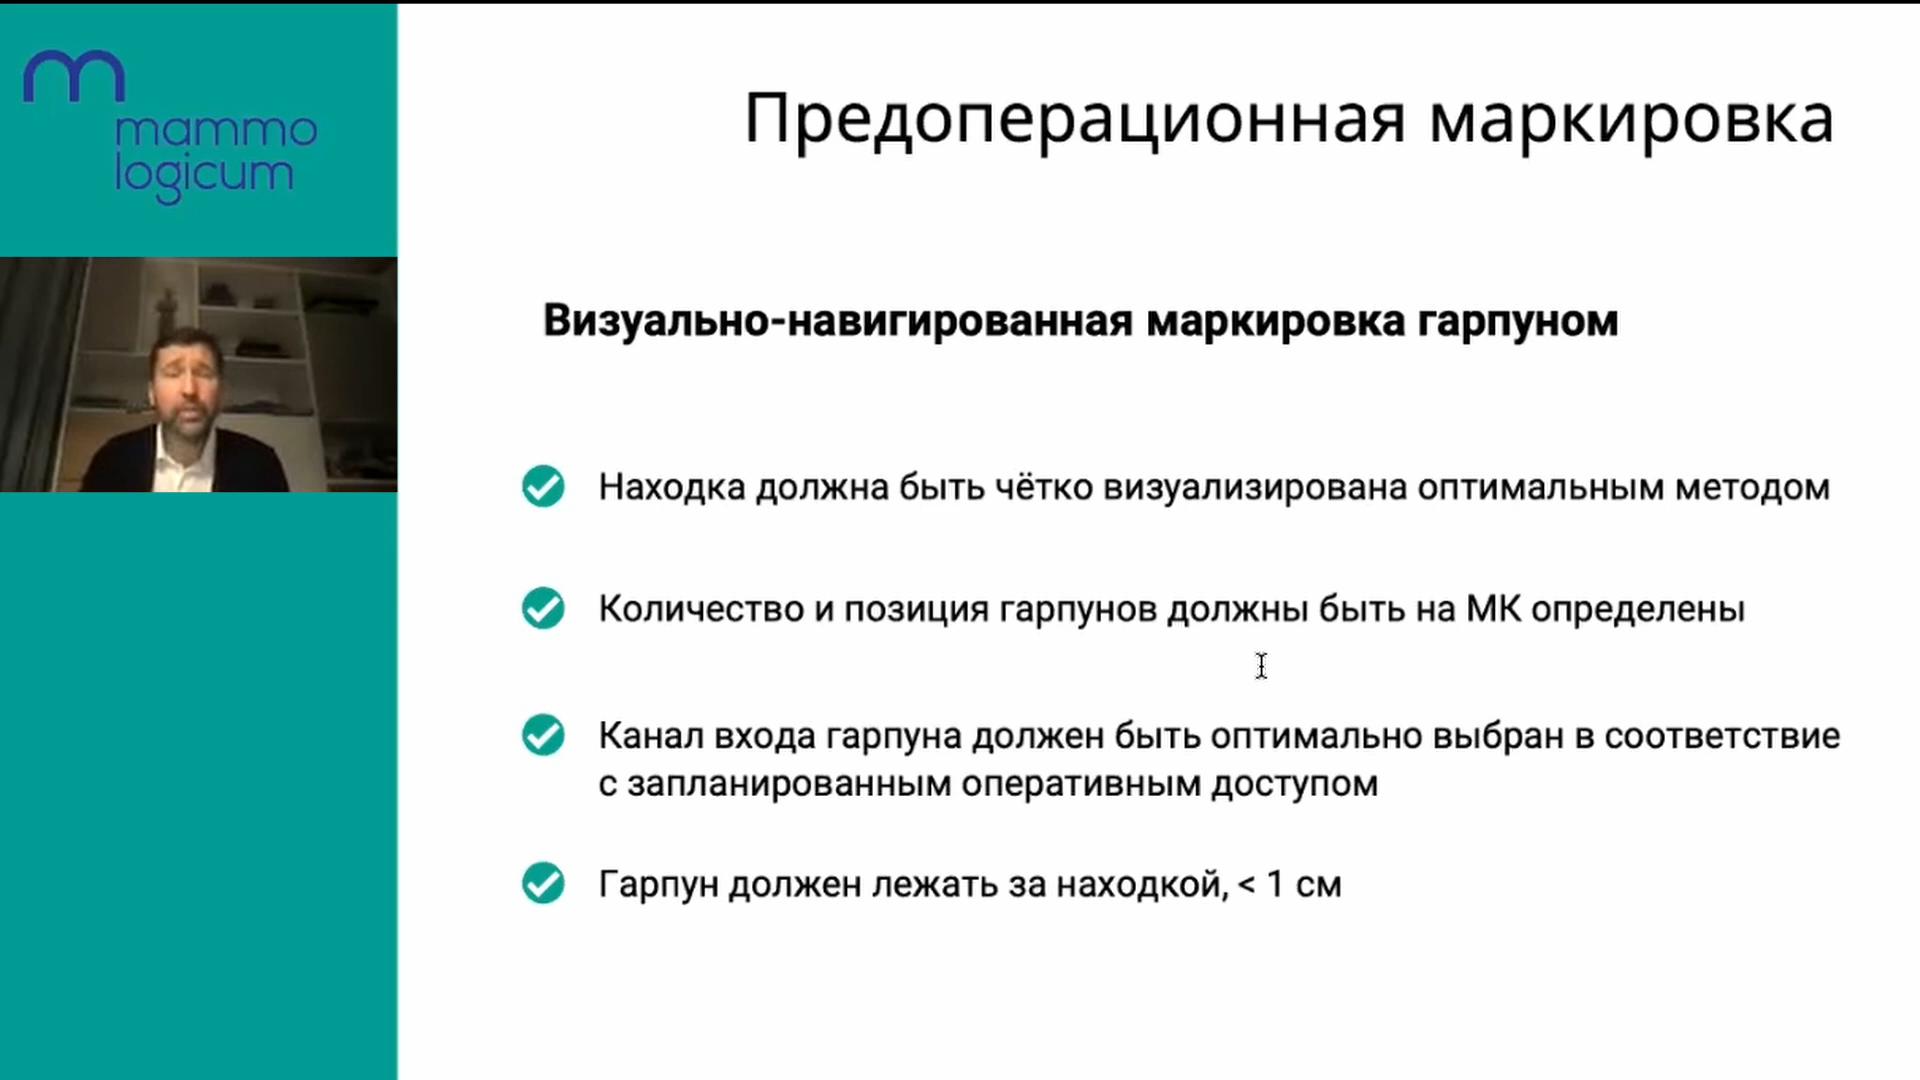 mammo
logicum
Предоперационная маркировка
Визуально-навигированная маркировка гарпуном
Находка должна быть чётко визуализирована оптимальным методом
Количество и позиция гарпунов должны быть на МК определены
Канал входа гарпуна должен быть оптимально выбран в соответствие
с запланированным оперативным доступом
Гарпун должен лежать за находкой, < 1 см